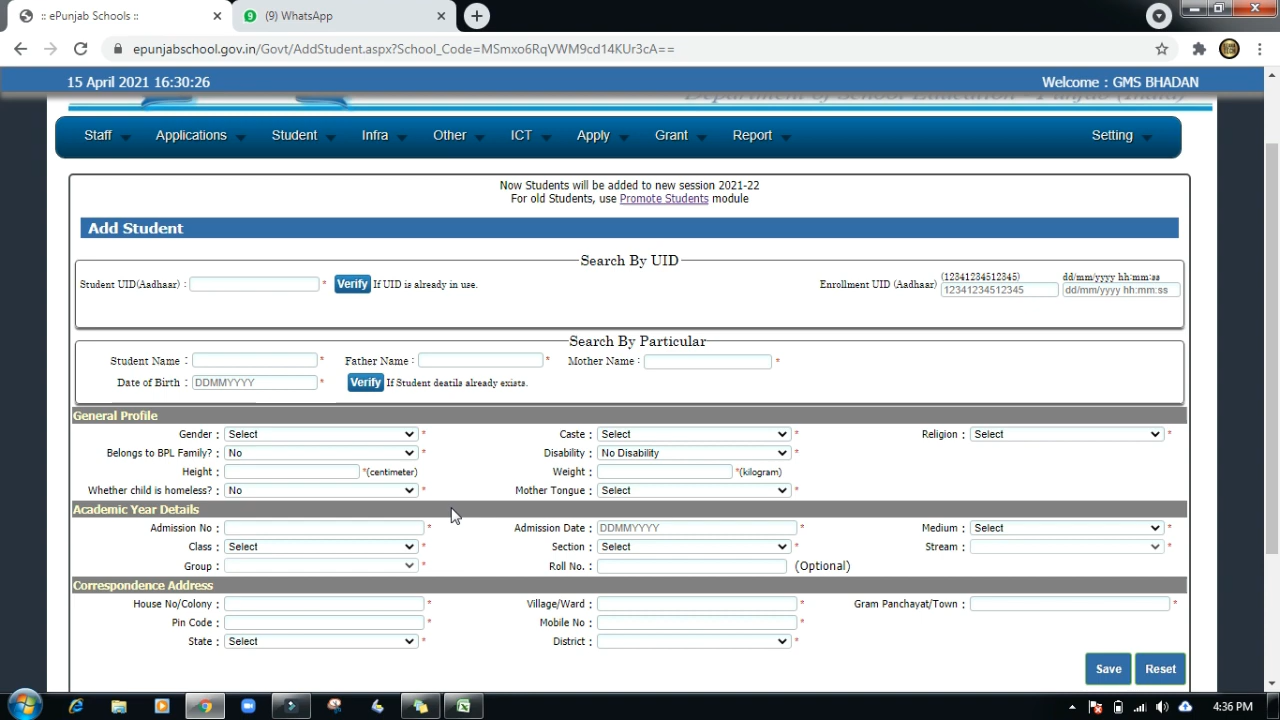 :: ePunjab Schools ::
(9) WhatsApp
epunjabschool.gov.in/Govt/AddStudent.aspx?School_Code=MSmxo6RqVWM9cd14KUr3cA==
15 April 2021 16:30:26 Welcome : GMS BHADAN
Department of School Education - Punjab (India)
Staff Applications Student Infra Other ICT Apply Grant Report Setting
Now Students will be added to new session 2021-22
For old Students, use Promote Students module
Add Student
Search By UID
(12341234512345) dd/mm/yyyy hh:mm:ss
Student UID(Aadhaar) : * Verify If UID is already in use. Enrollment UID (Aadhaar) 12341234512345 dd/mm/yyyy hh:mm:ss
Search By Particular
Student Name : * Father Name : * Mother Name : *
Date of Birth : DDMMYYYY * Verify If Student deatils already exists.
General Profile
Gender : Select * Caste : Select * Religion : Select *
Belongs to BPL Family? : No * Disability : No Disability *
Height : *(centimeter) Weight : *(kilogram)
Whether child is homeless? : No * Mother Tongue : Select *
Academic Year Details
Admission No : * Admission Date : DDMMYYYY * Medium : Select *
Class : Select * Section : Select * Stream : *
Group : * Roll No. : (Optional)
Correspondence Address
House No/Colony : * Village/Ward : * Gram Panchayat/Town : *
Pin Code : * Mobile No : *
State : Select * District : *
Save Reset
4:36 PM